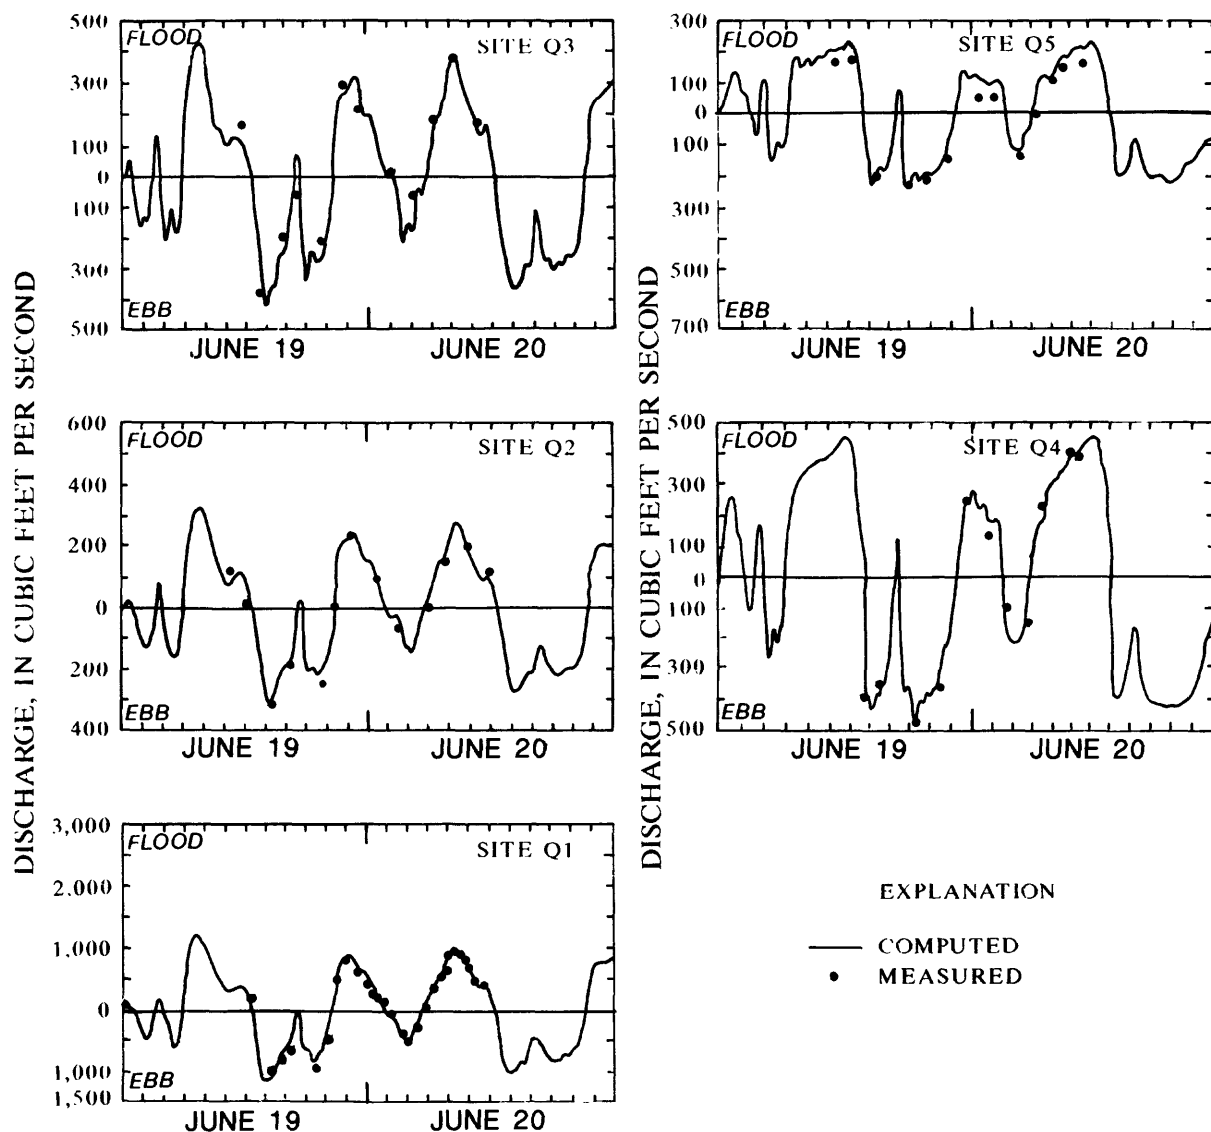 DISCHARGE, IN CUBIC FEET PER SECOND
500
FLOOD
SITE Q3
300
100
0
100
300
EBB
500
JUNE 19 JUNE 20
600
FLOOD
SITE Q2
400
200
0
200
EBB
400
JUNE 19 JUNE 20
3,000
FLOOD
SITE Q1
2,000
1,000
0
1,000
EBB
1,500
JUNE 19 JUNE 20
DISCHARGE, IN CUBIC FEET PER SECOND
300
FLOOD
SITE Q5
100
0
100
300
500
EBB
700
JUNE 19 JUNE 20
500
FLOOD
SITE Q4
300
100
0
100
300
EBB
500
JUNE 19 JUNE 20
EXPLANATION
COMPUTED
MEASURED